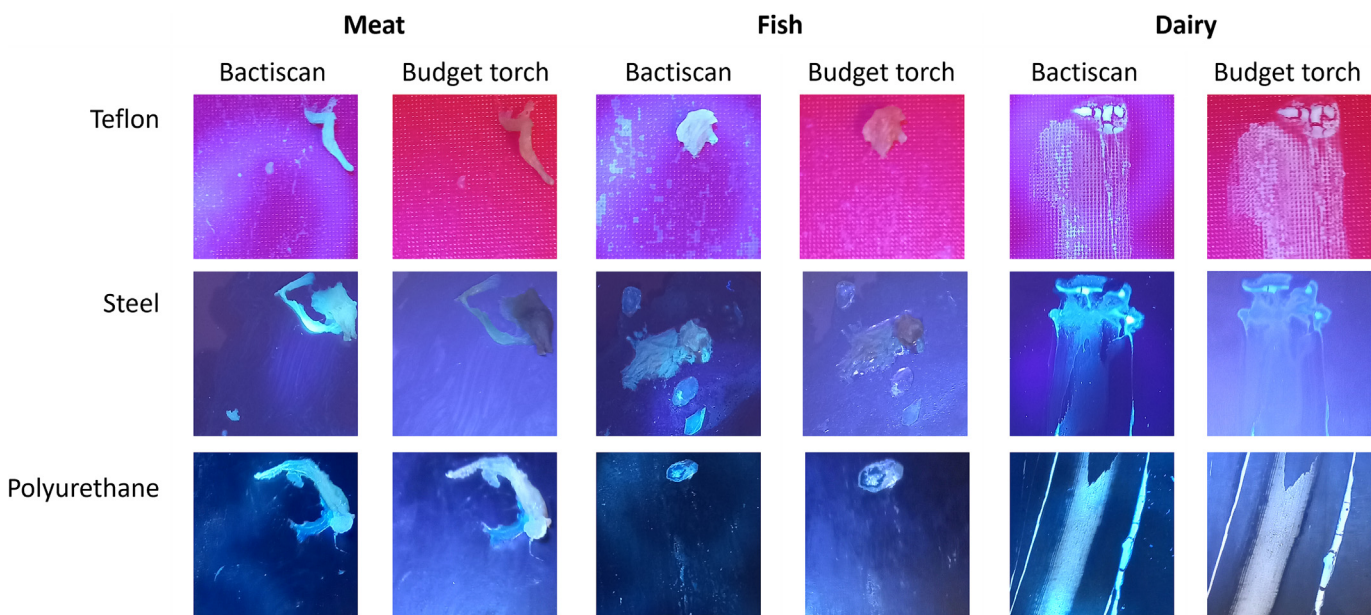 Meat Fish Dairy
Bactiscan Budget torch Bactiscan Budget torch Bactiscan Budget torch
Teflon
Steel
Polyurethane